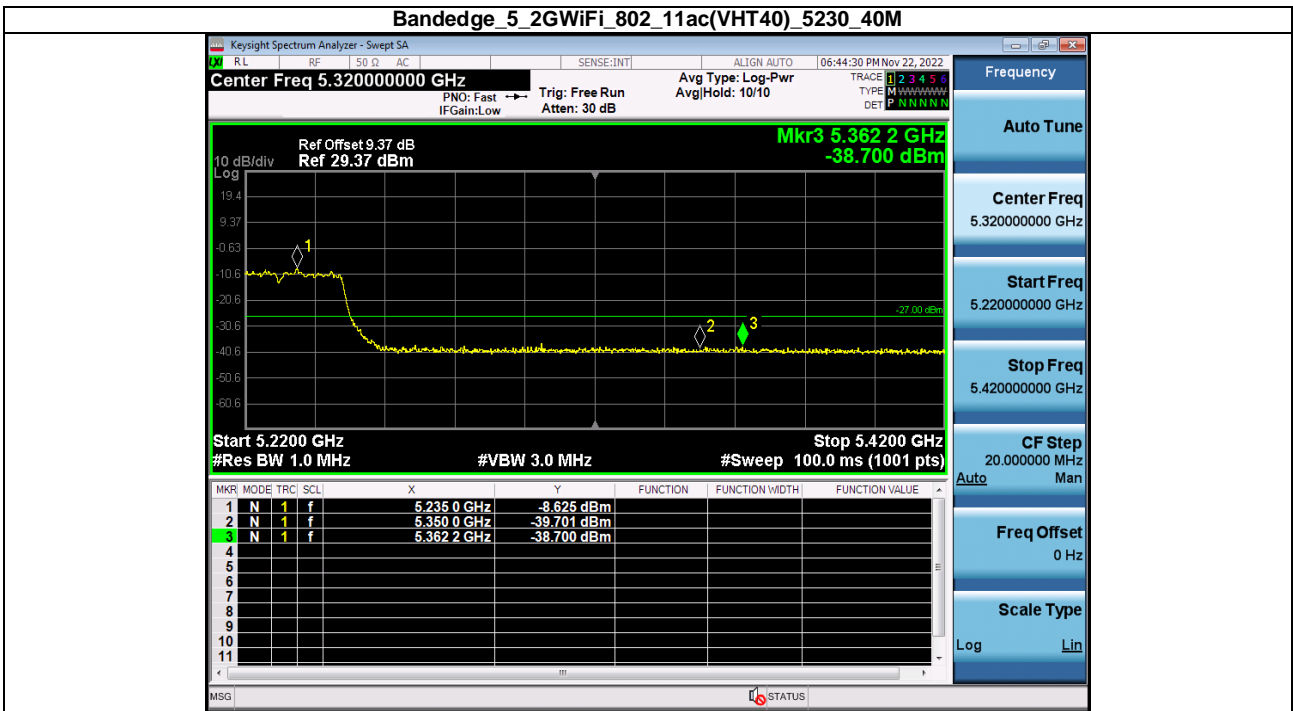 Bandedge_5_2GWiFi_802_11ac(VHT40)_5230_40M
Keysight Spectrum Analyzer - Swept SA
LXI RL RF 50 Ω AC SENSE:INT ALIGN AUTO 06:44:30 PM Nov 22, 2022
Center Freq 5.320000000 GHz
PNO: Fast
IFGain:Low
Trig: Free Run
Atten: 30 dB
Avg Type: Log-Pwr
Avg|Hold: 10/10
TRACE 1 2 3 4 5 6
TYPE M WWWWW
DET P N N N N N
Mkr3 5.362 2 GHz
-38.700 dBm
Ref Offset 9.37 dB
10 dB/div Ref 29.37 dBm
Log
19.4
9.37
-0.63
-10.6
-20.6
-30.6
-40.6
-50.6
-60.6
1
2
3
-27.00 dBm
Start 5.2200 GHz Stop 5.4200 GHz
#Res BW 1.0 MHz #VBW 3.0 MHz #Sweep 100.0 ms (1001 pts)
MKR MODE TRC SCL X Y FUNCTION FUNCTION WIDTH FUNCTION VALUE
1 N 1 f 5.235 0 GHz -8.625 dBm
2 N 1 f 5.350 0 GHz -39.701 dBm
3 N 1 f 5.362 2 GHz -38.700 dBm
4
5
6
7
8
9
10
11
MSG STATUS
Frequency
Auto Tune
Center Freq
5.320000000 GHz
Start Freq
5.220000000 GHz
Stop Freq
5.420000000 GHz
CF Step
20.000000 MHz
Auto Man
Freq Offset
0 Hz
Scale Type
Log Lin